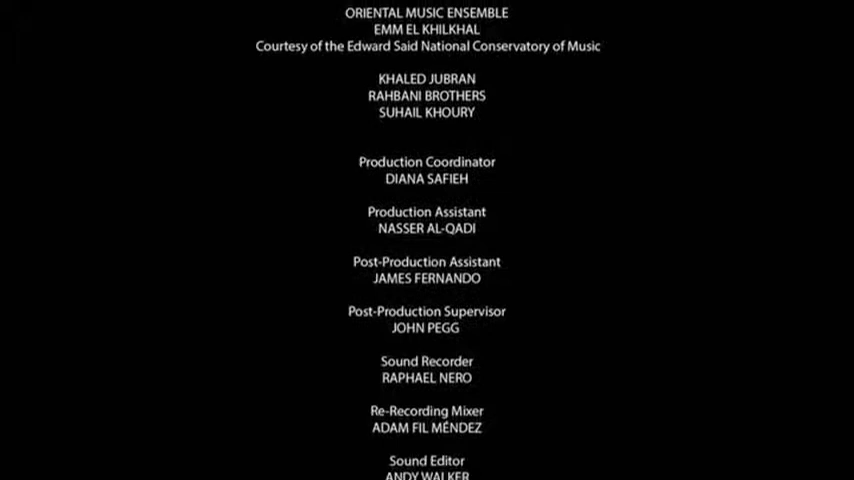 ORIENTAL MUSIC ENSEMBLE
EMM EL KHILKHAL
Courtesy of the Edward Said National Conservatory of Music
KHALED JUBRAN
RAHBANI BROTHERS
SUHAIL KHOURY
Production Coordinator
DIANA SAFIEH
Production Assistant
NASSER AL-QADI
Post-Production Assistant
JAMES FERNANDO
Post-Production Supervisor
JOHN PEGG
Sound Recorder
RAPHAEL NERO
Re-Recording Mixer
ADAM FIL MÉNDEZ
Sound Editor
ANDY WALKER